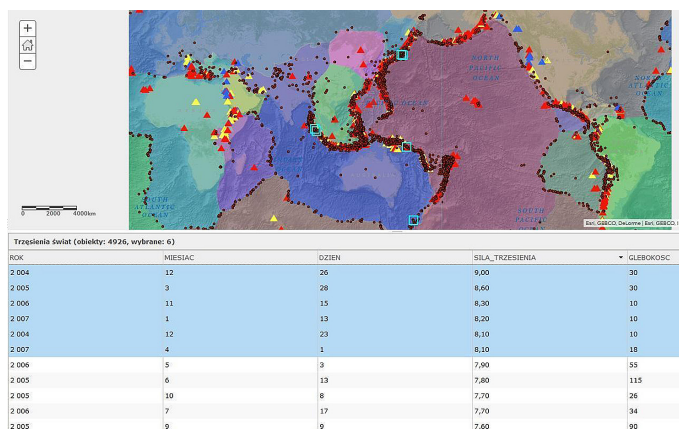 +
−
NORTH
PACIFIC
OCEAN
SOUTH
ATLANTIC
OCEAN
SOUTH
PACIFIC
OCEAN
0 2000 4000km
Esri, GEBCO, DeLorme | Esri, GEBCO,
Trzęsienia świat (obiekty: 4926, wybrane: 6)
ROK MIESIAC DZIEN SILA_TRZESIENIA GLEBOKOSC
2 004 12 26 9,00 30
2 005 3 28 8,60 30
2 006 11 15 8,30 10
2 007 1 13 8,20 10
2 004 12 23 8,10 10
2 007 4 1 8,10 18
2 006 5 3 7,90 55
2 005 6 13 7,80 115
2 005 10 8 7,70 26
2 006 7 17 7,70 34
2 005 9 9 7,60 90